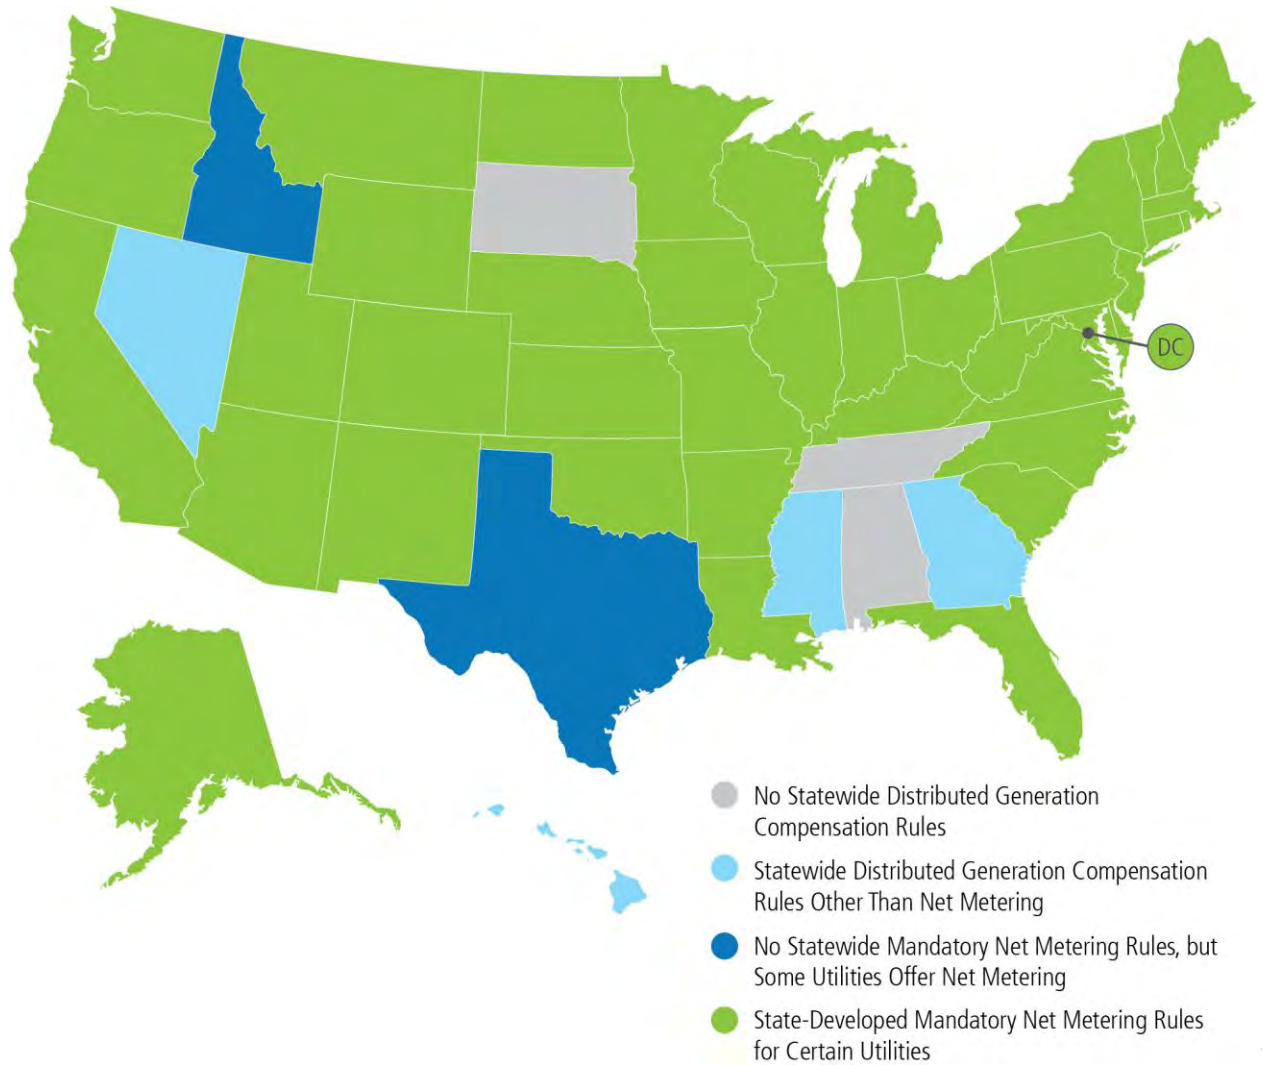 DC
No Statewide Distributed Generation
Compensation Rules
Statewide Distributed Generation Compensation
Rules Other Than Net Metering
No Statewide Mandatory Net Metering Rules, but
Some Utilities Offer Net Metering
State-Developed Mandatory Net Metering Rules
for Certain Utilities